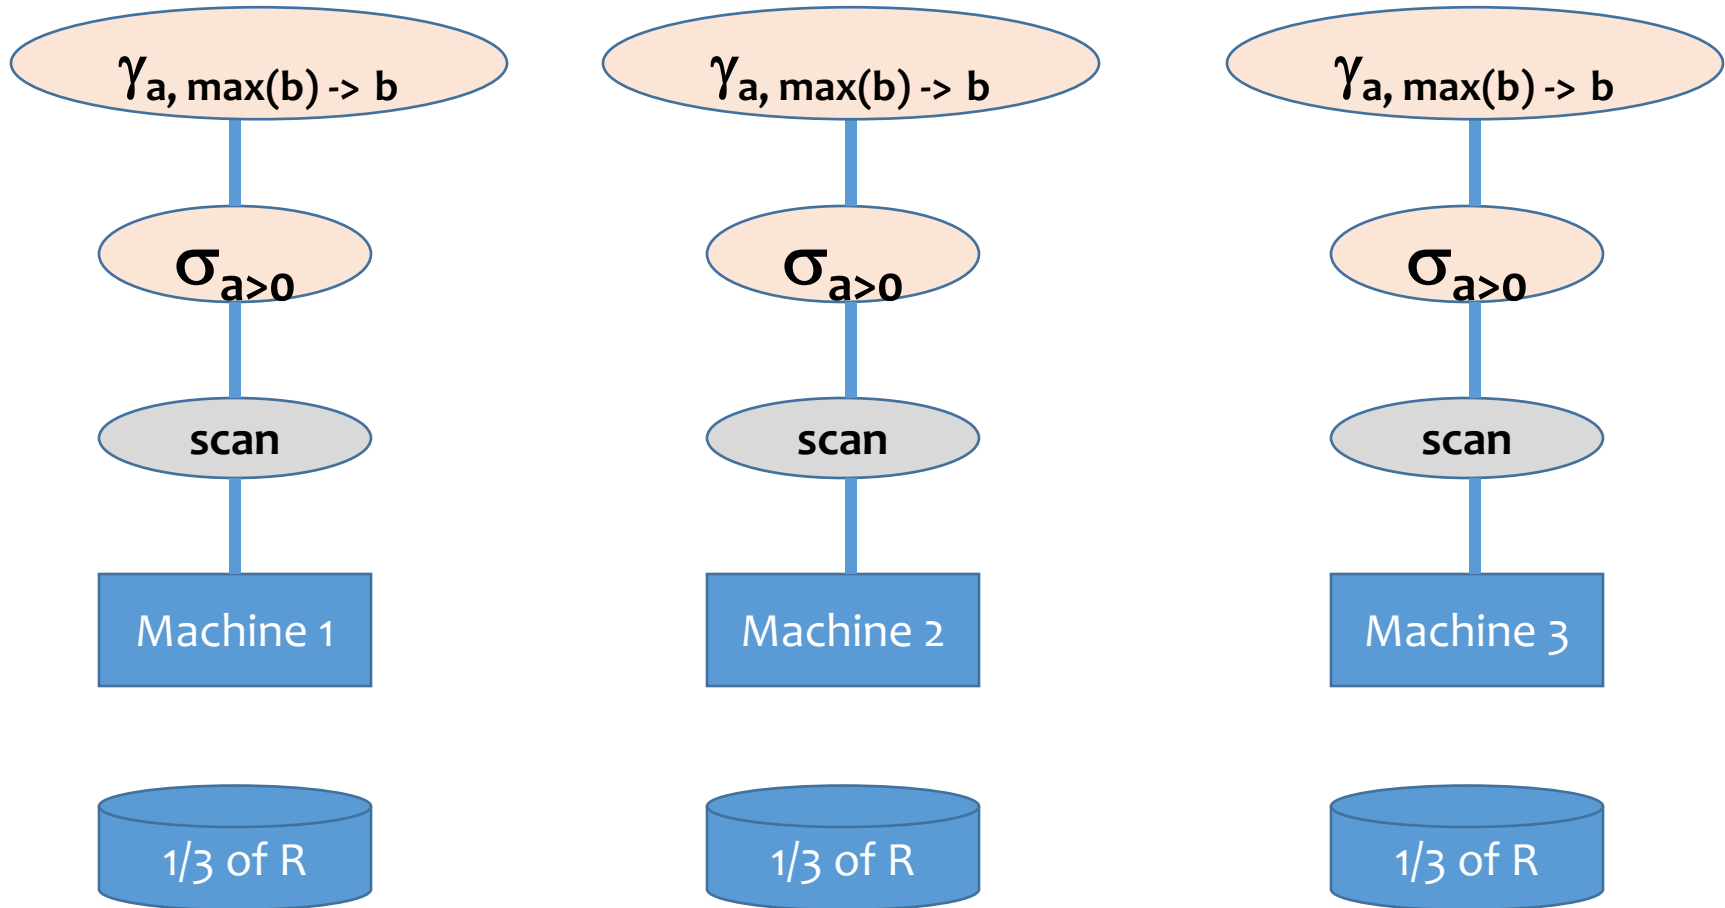 γa, max(b) -> b γa, max(b) -> b γa, max(b) -> b
σa>0 σa>0 σa>0
scan scan scan
Machine 1 Machine 2 Machine 3
1/3 of R 1/3 of R 1/3 of R